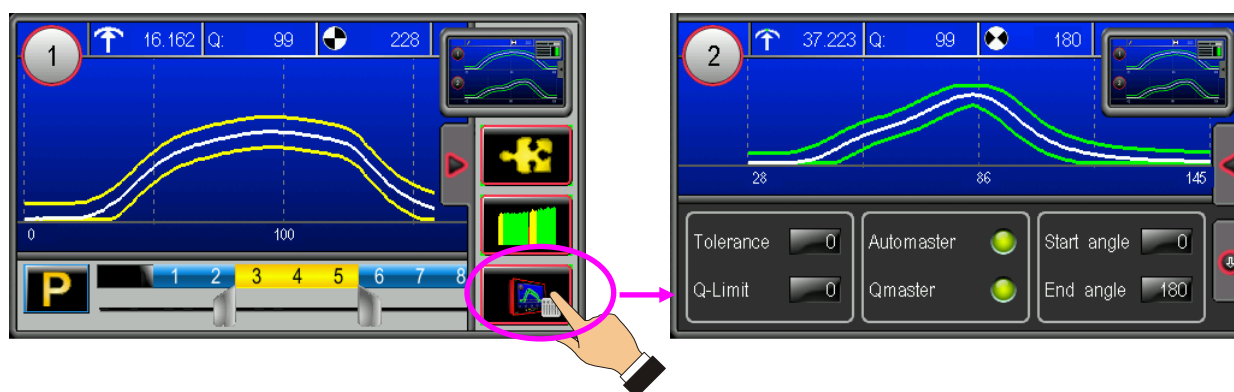 1 16.162 Q: 99 228
0 100
P 1 2 3 4 5 6 7 8
2 37.223 Q: 99 180
28 86 145
Tolerance 0 Automaster Start angle 0
Q-Limit 0 Qmaster End angle 180